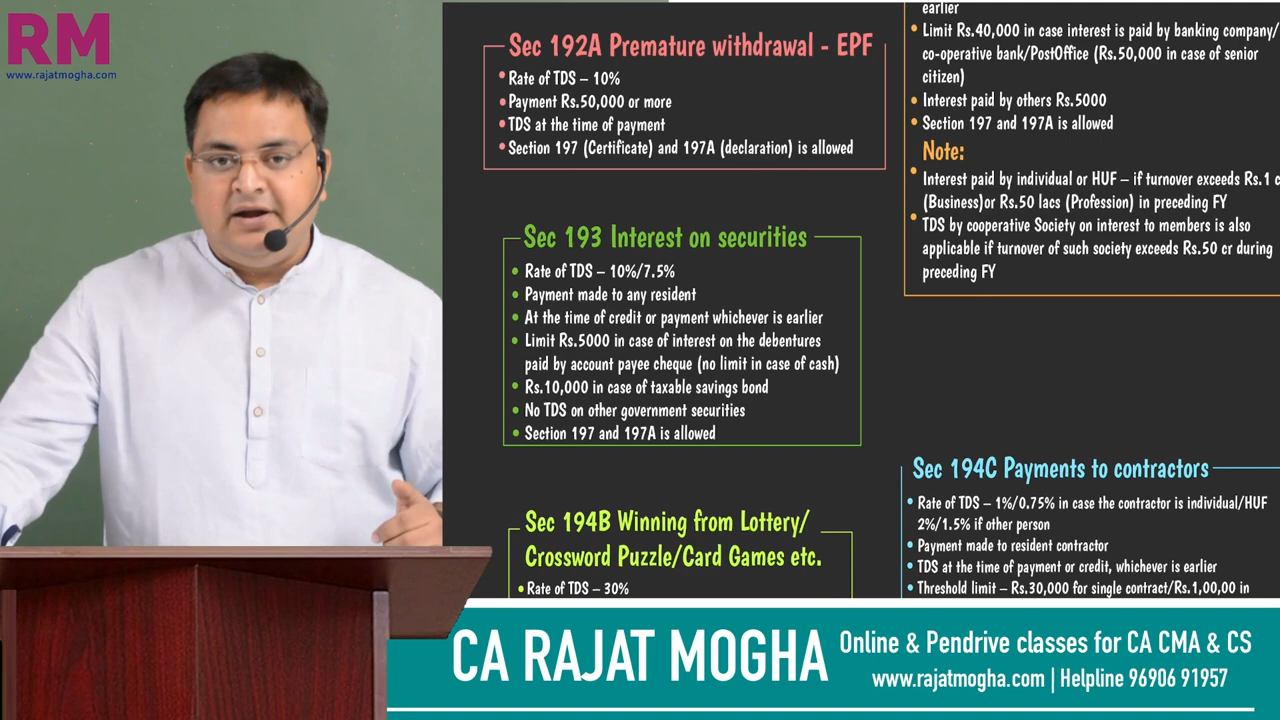 RM
www.rajatmogha.com
Sec 192A Premature withdrawal - EPF
• Rate of TDS – 10%
• Payment Rs.50,000 or more
• TDS at the time of payment
• Section 197 (Certificate) and 197A (declaration) is allowed
Sec 193 Interest on securities
• Rate of TDS – 10%/7.5%
• Payment made to any resident
• At the time of credit or payment whichever is earlier
• Limit Rs.5000 in case of interest on the debentures
paid by account payee cheque (no limit in case of cash)
• Rs.10,000 in case of taxable savings bond
• No TDS on other government securities
• Section 197 and 197A is allowed
Sec 194B Winning from Lottery/
Crossword Puzzle/Card Games etc.
• Rate of TDS – 30%
earlier
• Limit Rs.40,000 in case interest is paid by banking company/
co-operative bank/PostOffice (Rs.50,000 in case of senior
citizen)
• Interest paid by others Rs.5000
• Section 197 and 197A is allowed
Note:
• Interest paid by individual or HUF – if turnover exceeds Rs.1 c
(Business)or Rs.50 lacs (Profession) in preceding FY
• TDS by cooperative Society on interest to members is also
applicable if turnover of such society exceeds Rs.50 cr during
preceding FY
Sec 194C Payments to contractors
• Rate of TDS – 1%/0.75% in case the contractor is individual/HUF
2%/1.5% if other person
• Payment made to resident contractor
• TDS at the time of payment or credit, whichever is earlier
• Threshold limit – Rs.30,000 for single contract/Rs.1,00,00 in
CA RAJAT MOGHA
Online & Pendrive classes for CA CMA & CS
www.rajatmogha.com | Helpline 96906 91957